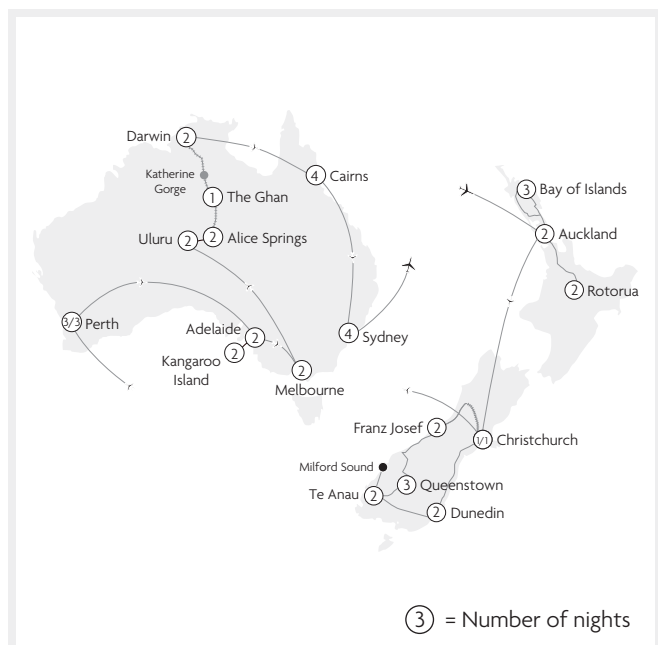 Darwin 2
Katherine
Gorge
1 The Ghan
4 Cairns
Uluru 2
2 Alice Springs
3/3 Perth
Adelaide 2
Kangaroo
Island
2
2
Melbourne
4 Sydney
3 Bay of Islands
2 Auckland
2 Rotorua
Franz Josef 2
1/1 Christchurch
Milford Sound
Te Anau 2
3 Queenstown
2 Dunedin
3 = Number of nights